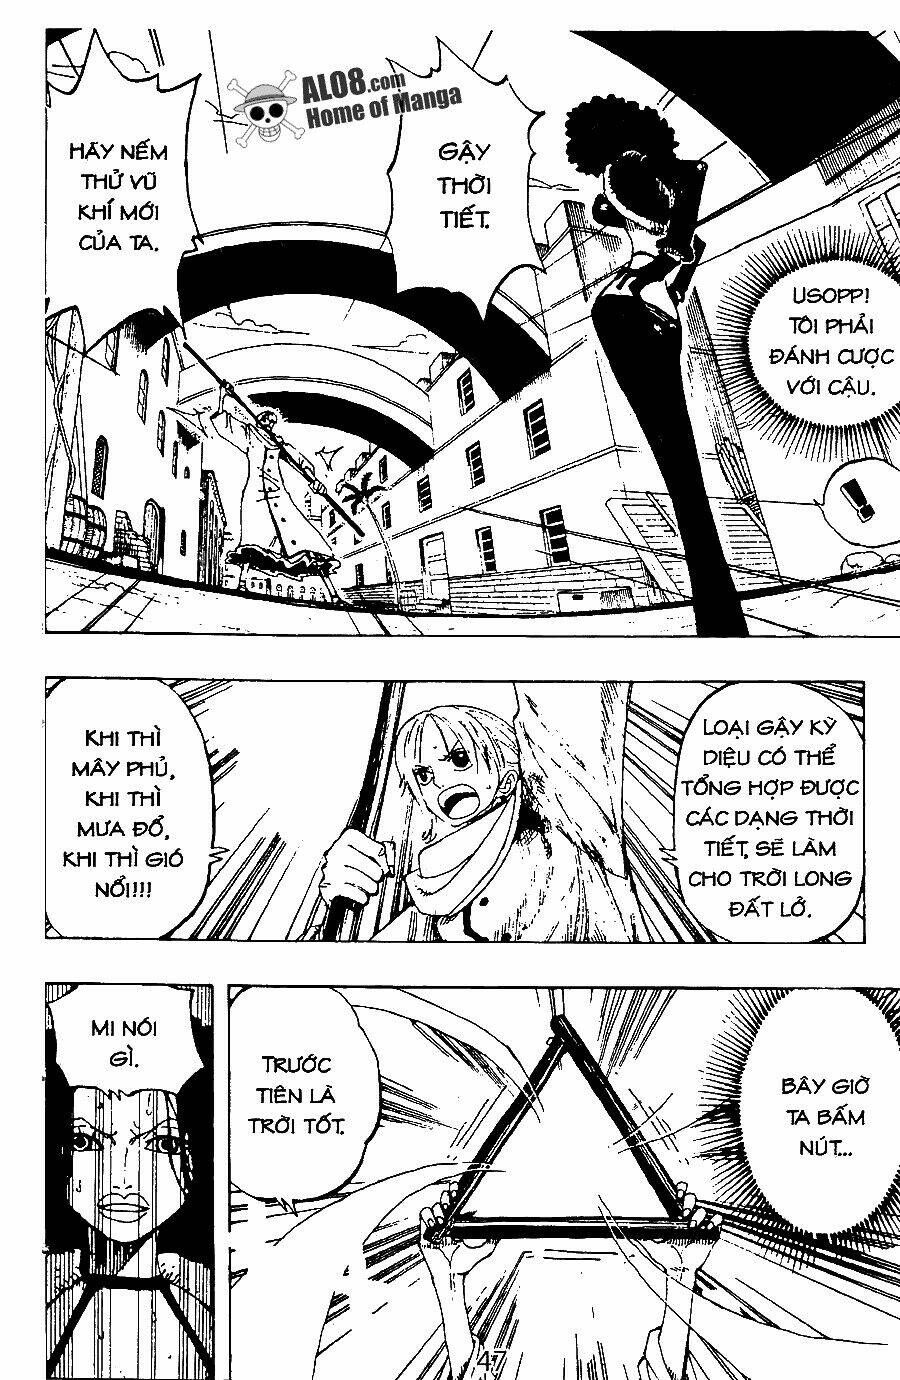 ALO8.com
Home of Manga
USOPP!
TÔI PHẢI
ĐÁNH CƯỢC
VỚI CẬU.
GẬY
THỜI
TIẾT.
HÃY NẾM
THỬ VŨ
KHÍ MỚI
CỦA TA.
!
LOẠI GẬY KỲ
DIỆU CÓ THỂ
TỔNG HỢP ĐƯỢC
CÁC DẠNG THỜI
TIẾT, SẼ LÀM
CHO TRỜI LONG
ĐẤT LỞ.
KHI THÌ
MÂY PHỦ,
KHI THÌ
MƯA ĐỔ,
KHI THÌ GIÓ
NỔI!!!
BÂY GIỜ
TA BẤM
NÚT...
TRƯỚC
TIÊN LÀ
TRỜI TỐT.
MI NÓI
GÌ.
47